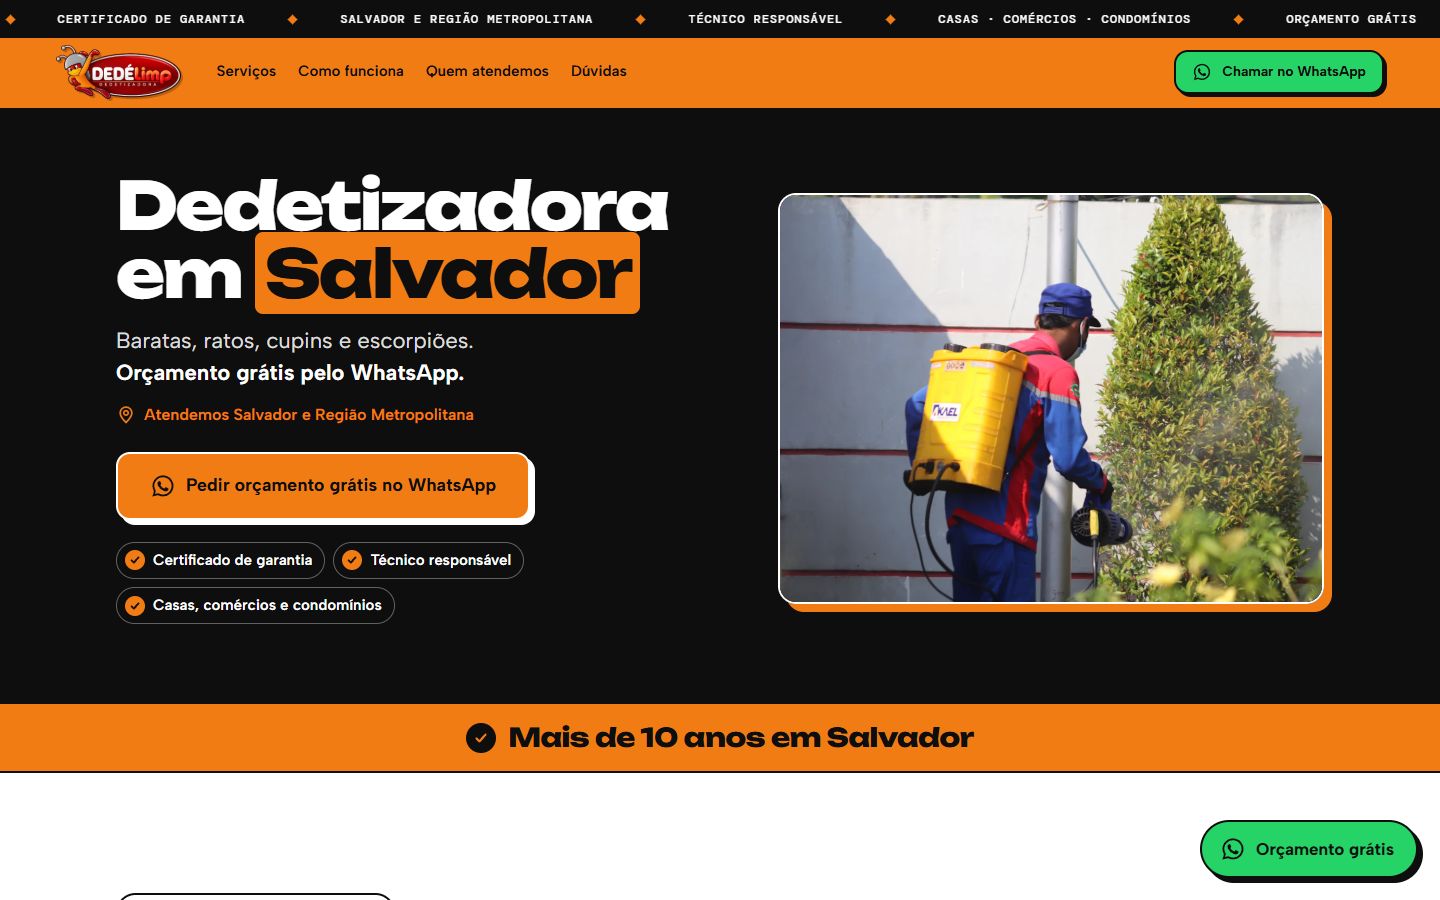 CERTIFICADO DE GARANTIA
SALVADOR E REGIÃO METROPOLITANA
TÉCNICO RESPONSÁVEL
CASAS · COMÉRCIOS · CONDOMÍNIOS
ORÇAMENTO GRÁTIS
DEDÉLimp
DEDETIZADORA
Serviços
Como funciona
Quem atendemos
Dúvidas
Chamar no WhatsApp
Dedetizadora
em Salvador
Baratas, ratos, cupins e escorpiões.
Orçamento grátis pelo WhatsApp.
Atendemos Salvador e Região Metropolitana
Pedir orçamento grátis no WhatsApp
Certificado de garantia
Técnico responsável
Casas, comércios e condomínios
Mais de 10 anos em Salvador
Orçamento grátis